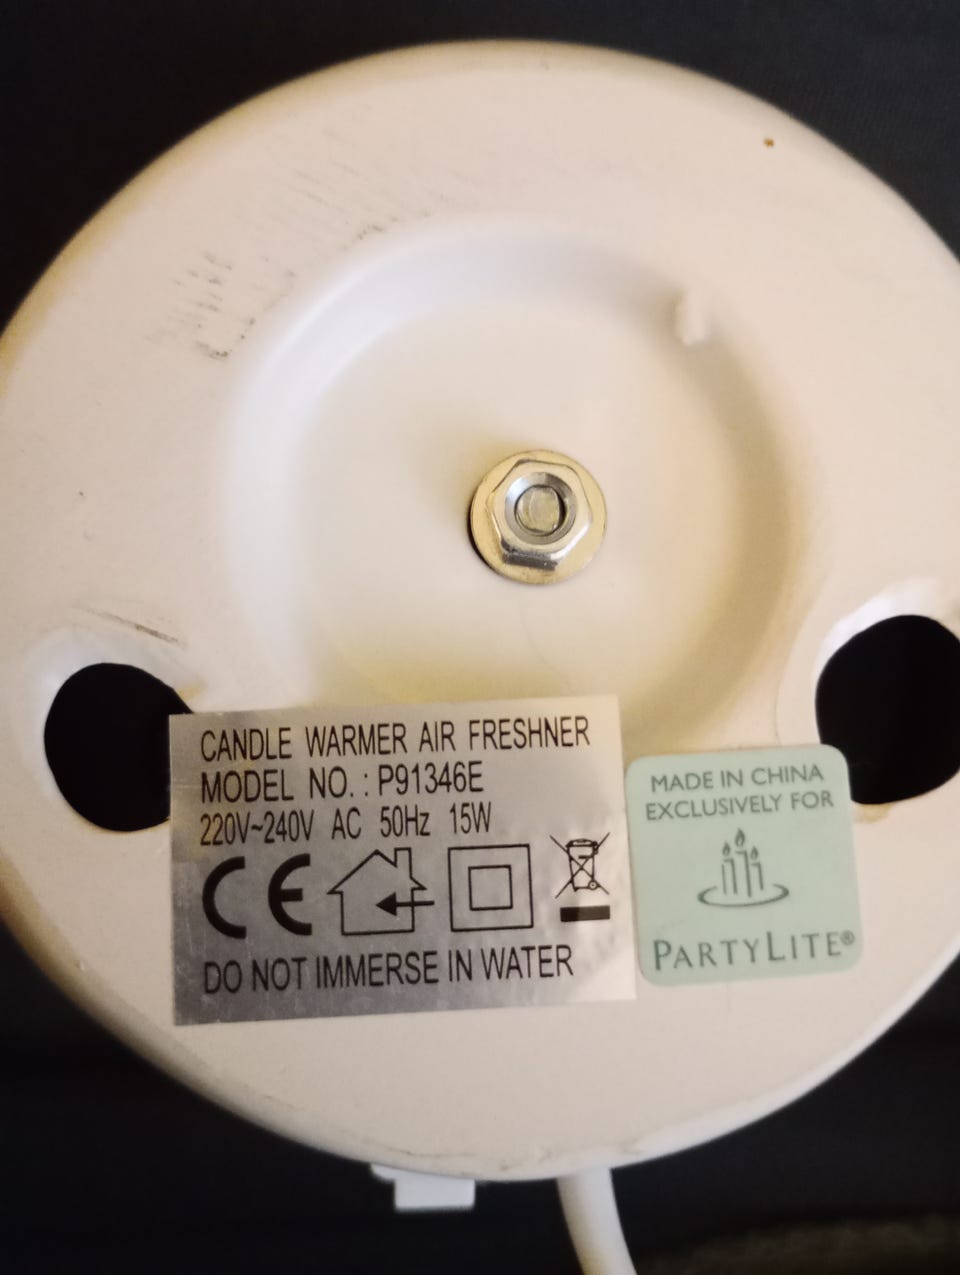 CANDLE WARMER AIR FRESHNER
MODEL NO. : P91346E
220V~240V AC 50Hz 15W
CE
DO NOT IMMERSE IN WATER
MADE IN CHINA
EXCLUSIVELY FOR
PARTYLITE®